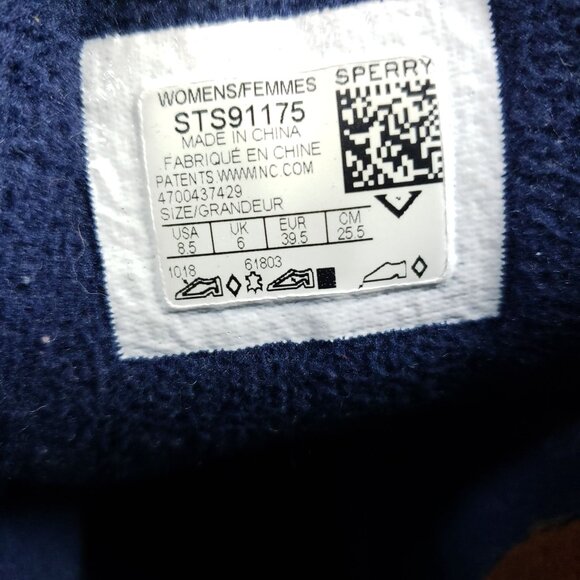 WOMENS/FEMMES
SPERRY
STS91175
MADE IN CHINA
FABRIQUÉ EN CHINE
PATENTS WWW.NC.COM
4700437429
SIZE/GRANDEUR
USA UK EUR CM
8.5 6 39.5 25.5
1018 61803